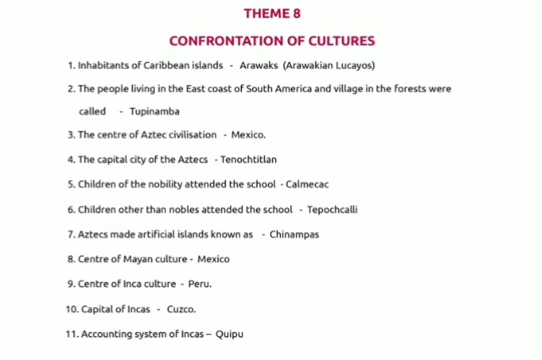 THEME 8
CONFRONTATION OF CULTURES
1. Inhabitants of Caribbean islands - Arawaks (Arawakian Lucayos)
2. The people living in the East coast of South America and village in the forests were
called - Tupinamba
3. The centre of Aztec civilisation - Mexico.
4. The capital city of the Aztecs - Tenochtitlan
5. Children of the nobility attended the school - Calmecac
6. Children other than nobles attended the school - Tepochcalli
7. Aztecs made artificial islands known as - Chinampas
8. Centre of Mayan culture - Mexico
9. Centre of Inca culture - Peru.
10. Capital of Incas - Cuzco.
11. Accounting system of Incas – Quipu